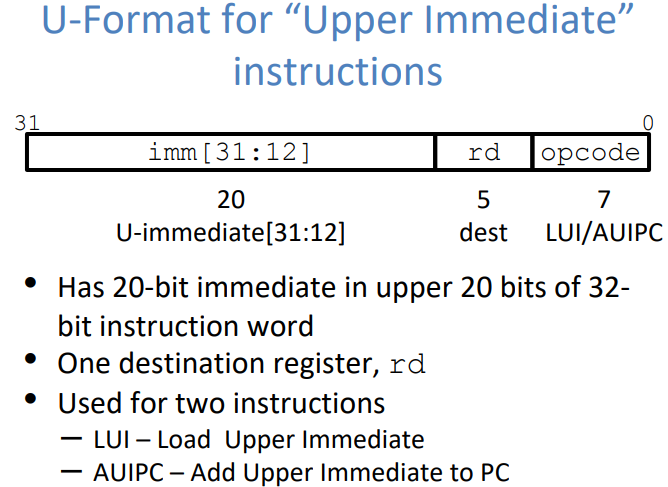 U-Format for “Upper Immediate”
instructions
31 0
imm[31:12] rd opcode
20 5 7
U-immediate[31:12] dest LUI/AUIPC
• Has 20-bit immediate in upper 20 bits of 32-
bit instruction word
• One destination register, rd
• Used for two instructions
– LUI – Load  Upper Immediate
– AUIPC – Add Upper Immediate to PC